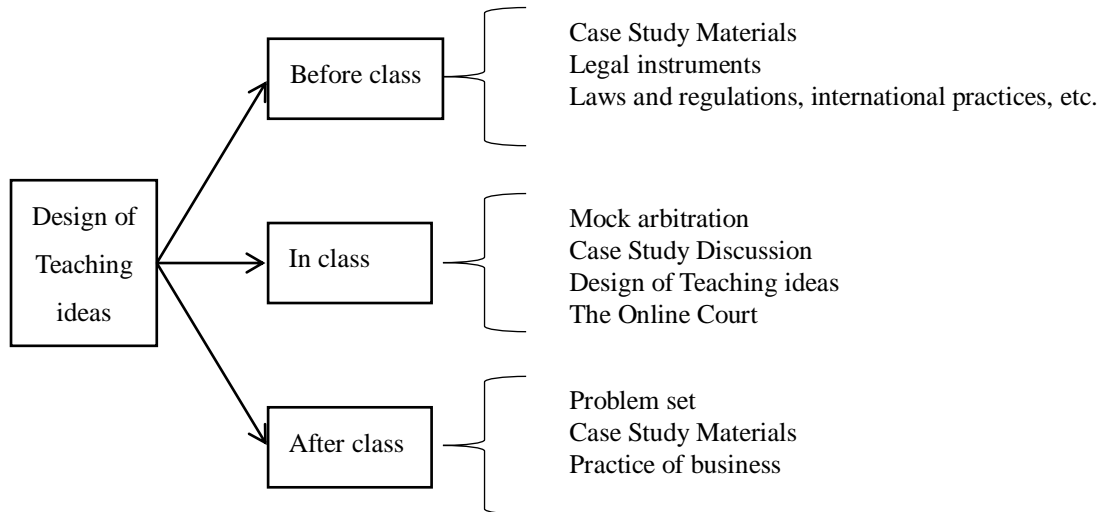 Design of
Teaching
ideas
Before class
Case Study Materials
Legal instruments
Laws and regulations, international practices, etc.
In class
Mock arbitration
Case Study Discussion
Design of Teaching ideas
The Online Court
After class
Problem set
Case Study Materials
Practice of business